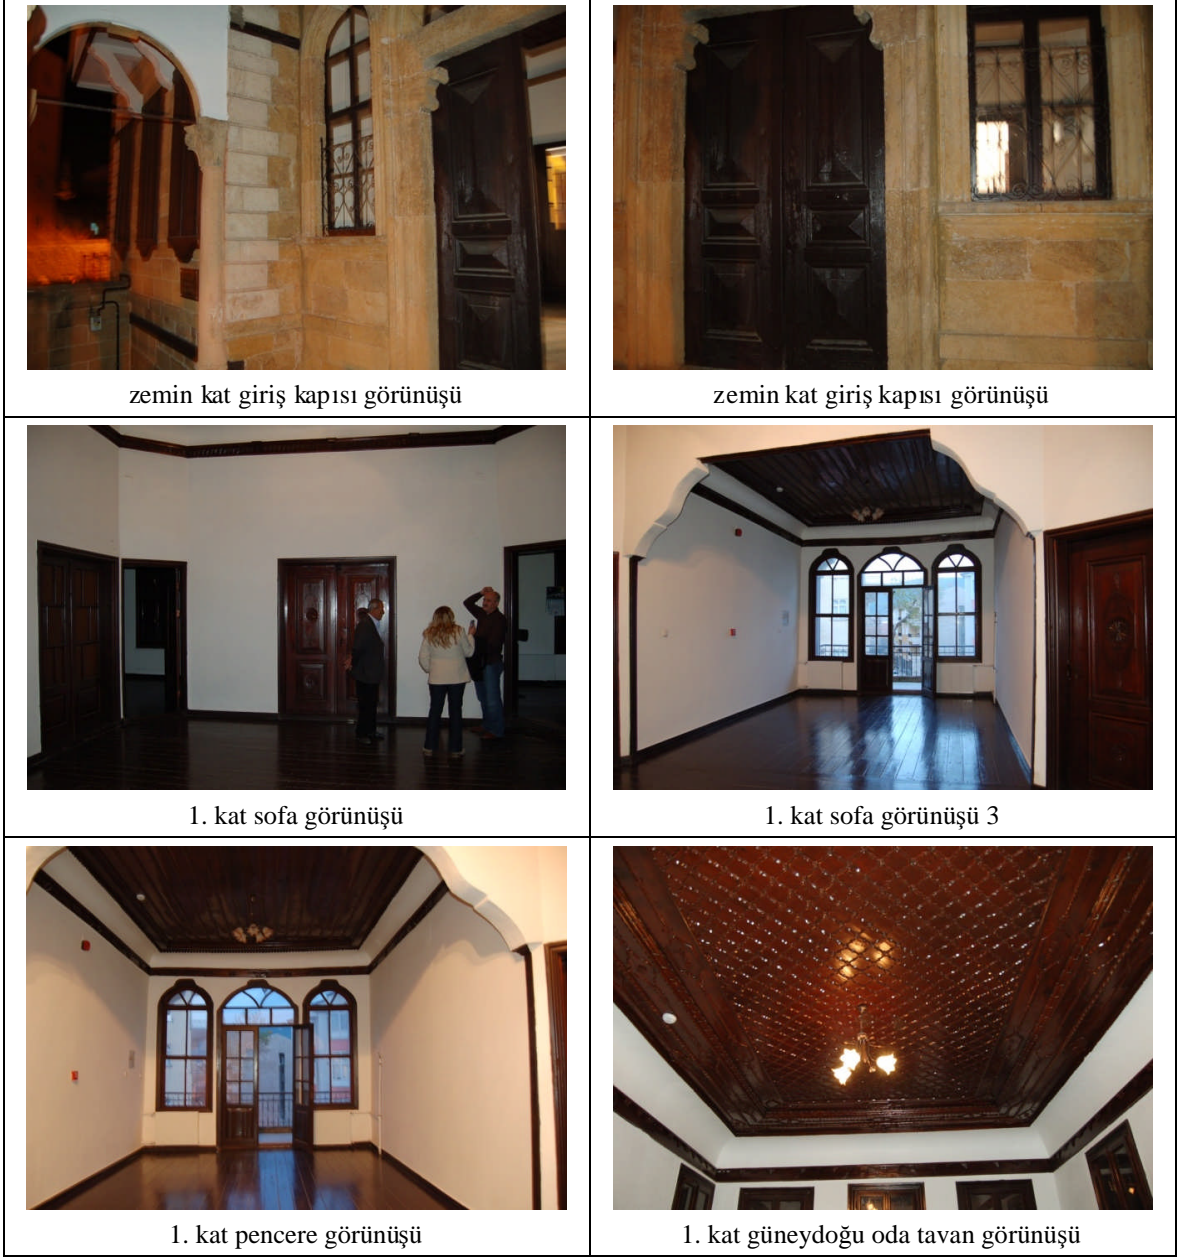 zemin kat giriş kapısı görünüşü
zemin kat giriş kapısı görünüşü
1. kat sofa görünüşü
1. kat sofa görünüşü 3
1. kat pencere görünüşü
1. kat güneydoğu oda tavan görünüşü